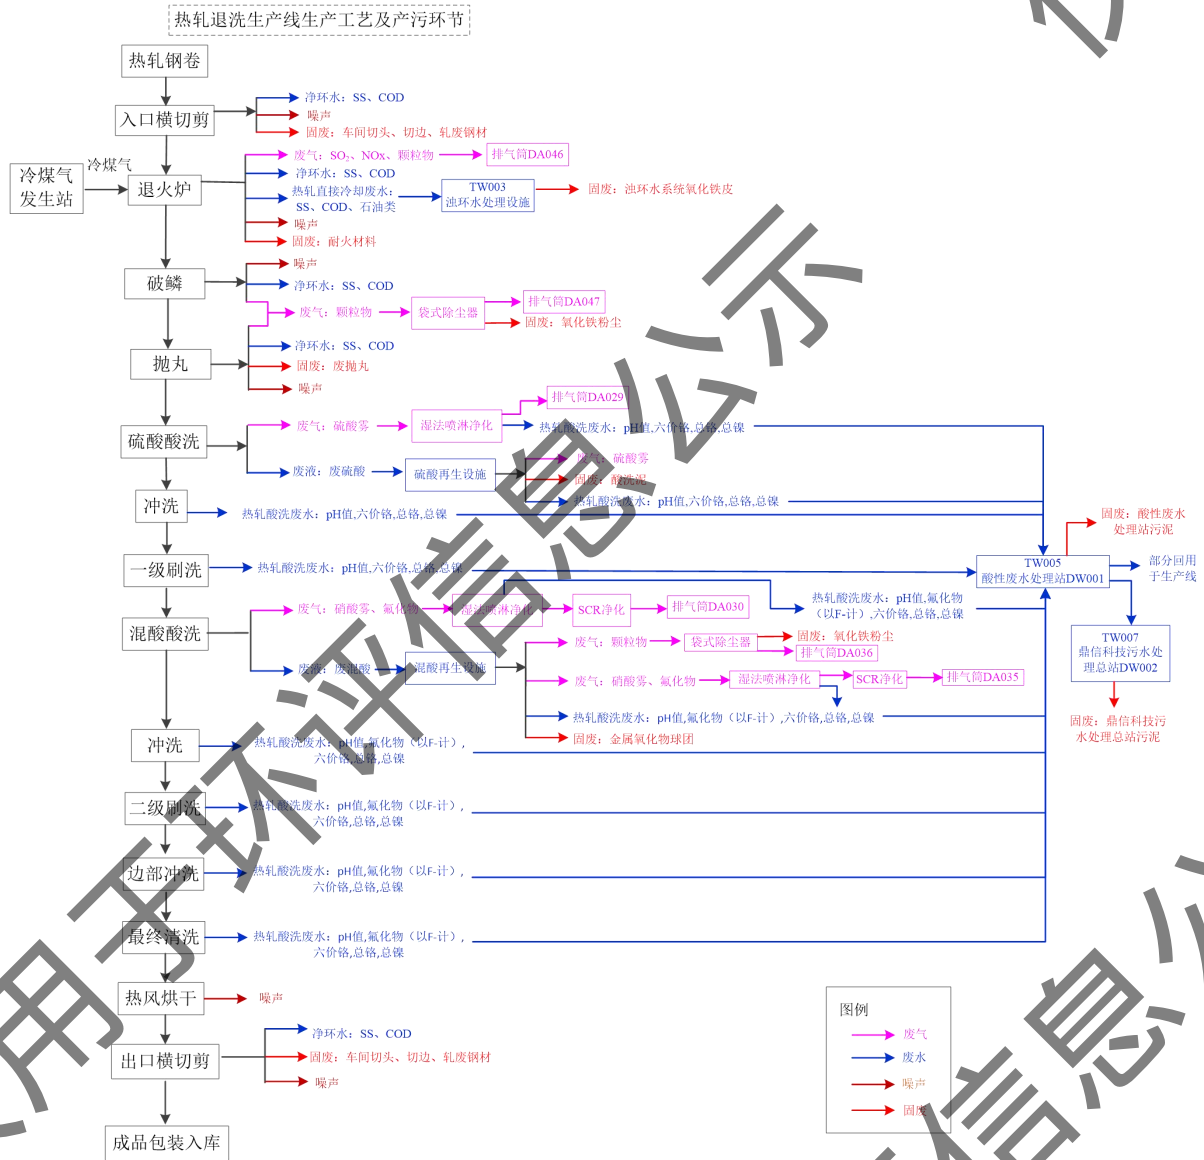 热轧退洗生产线生产工艺及产污环节
热轧钢卷
入口横切剪
净环水：SS、COD
噪声
固废：车间切头、切边、轧废钢材
冷煤气
发生站
冷煤气
退火炉
废气：SO₂、NOx、颗粒物
排气筒DA046
净环水：SS、COD
热轧直接冷却废水：
SS、COD、石油类
TW003
浊环水处理设施
固废：浊环水系统氧化铁皮
噪声
固废：耐火材料
破鳞
噪声
净环水：SS、COD
废气：颗粒物
袋式除尘器
排气筒DA047
固废：氧化铁粉尘
抛丸
净环水：SS、COD
固废：废抛丸
噪声
硫酸酸洗
废气：硫酸雾
湿法喷淋净化
排气筒DA029
热轧酸洗废水：pH值,六价铬,总铬,总镍
废液：废硫酸
硫酸再生设施
废气：硫酸雾
固废：酸洗泥
热轧酸洗废水：pH值,六价铬,总铬,总镍
冲洗
热轧酸洗废水：pH值,六价铬,总铬,总镍
一级刷洗
热轧酸洗废水：pH值,六价铬,总铬,总镍
固废：酸性废水
处理站污泥
TW005
酸性废水处理站DW001
部分回用
于生产线
TW007
鼎信科技污水处
理总站DW002
固废：鼎信科技污
水处理总站污泥
混酸酸洗
废气：硝酸雾、氟化物
湿法喷淋净化
SCR净化
排气筒DA030
热轧酸洗废水：pH值,氟化物
（以F-计）,六价铬,总铬,总镍
废液：废混酸
混酸再生设施
废气：颗粒物
袋式除尘器
固废：氧化铁粉尘
排气筒DA036
废气：硝酸雾、氟化物
湿法喷淋净化
SCR净化
排气筒DA035
热轧酸洗废水：pH值,氟化物（以F-计）,六价铬,总铬,总镍
固废：金属氧化物球团
冲洗
热轧酸洗废水：pH值,氟化物（以F-计）,
六价铬,总铬,总镍
二级刷洗
热轧酸洗废水：pH值,氟化物（以F-计）,
六价铬,总铬,总镍
边部冲洗
热轧酸洗废水：pH值,氟化物（以F-计）,
六价铬,总铬,总镍
最终清洗
热轧酸洗废水：pH值,氟化物（以F-计）,
六价铬,总铬,总镍
热风烘干
噪声
出口横切剪
净环水：SS、COD
固废：车间切头、切边、轧废钢材
噪声
成品包装入库
图例
废气
废水
噪声
固废
用于环评信息公示
信息公